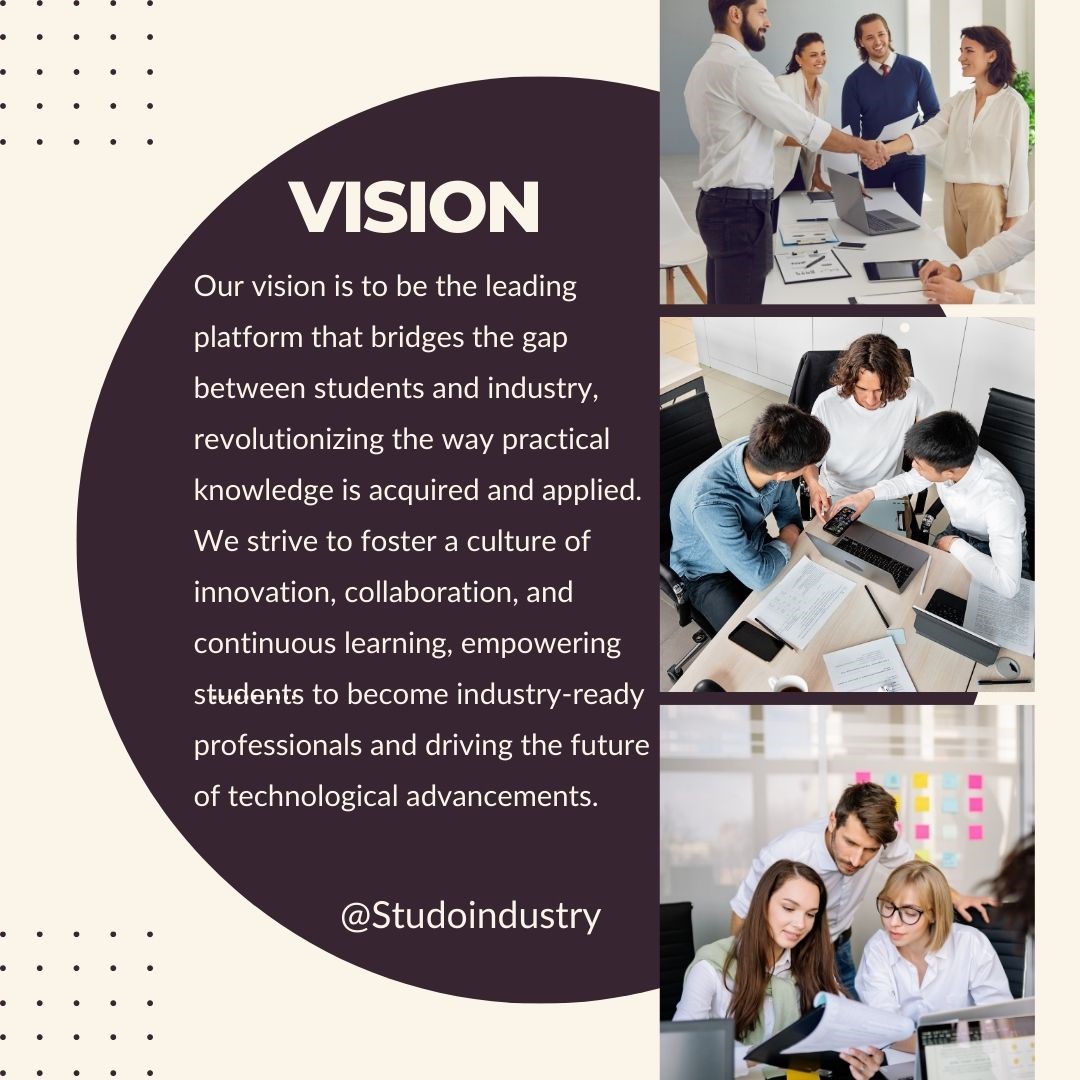 VISION
Our vision is to be the leading
platform that bridges the gap
between students and industry,
revolutionizing the way practical
knowledge is acquired and applied.
We strive to foster a culture of
innovation, collaboration, and
continuous learning, empowering
students to become industry-ready
professionals and driving the future
of technological advancements.
@Studoindustry